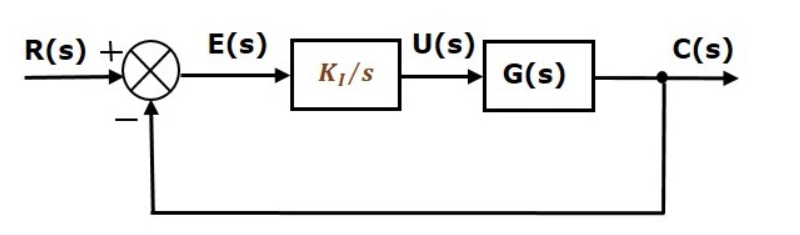 R(s) + E(s) K_I/s U(s) G(s) C(s)
−